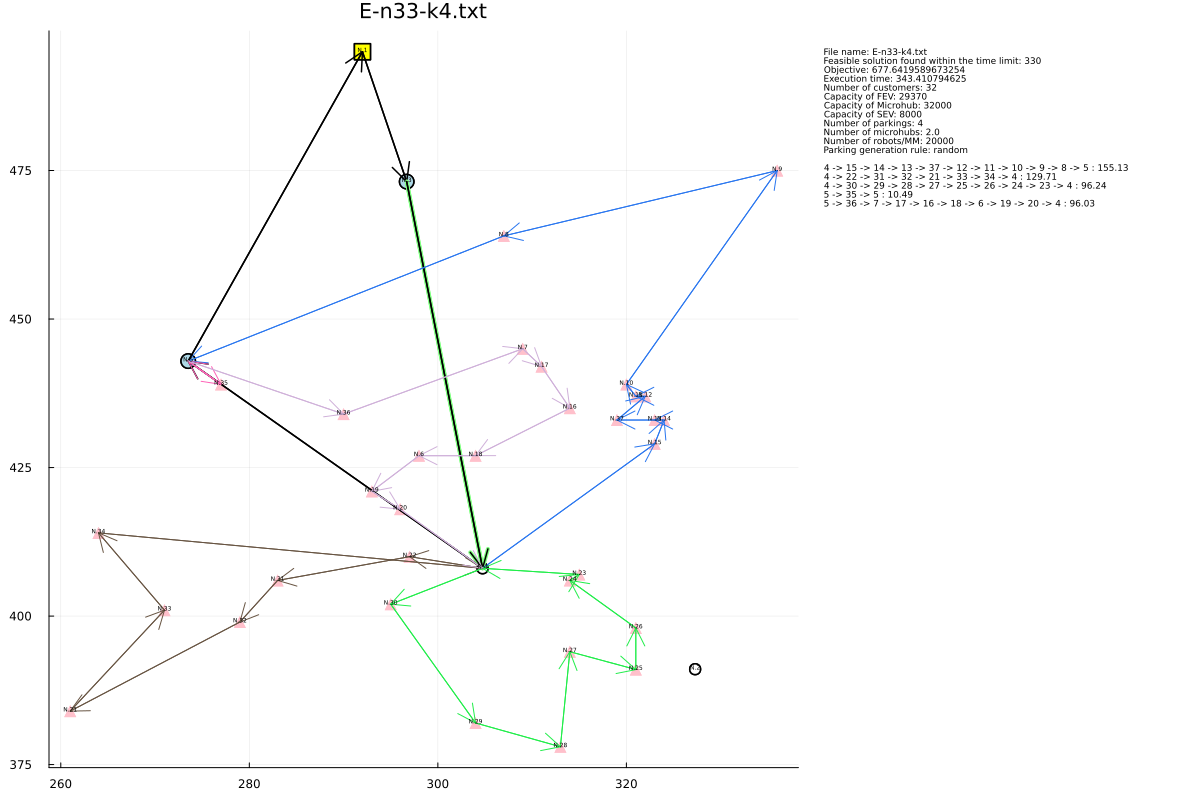 E-n33-k4.txt
File name: E-n33-k4.txt
Feasible solution found within the time limit: 330
Objective: 677.6419589673254
Execution time: 343.410794625
Number of customers: 32
Capacity of FEV: 29370
Capacity of Microhub: 32000
Capacity of SEV: 8000
Number of parkings: 4
Number of microhubs: 2.0
Number of robots/MM: 20000
Parking generation rule: random
4 -> 15 -> 14 -> 13 -> 37 -> 12 -> 11 -> 10 -> 9 -> 8 -> 5 : 155.13
4 -> 22 -> 31 -> 32 -> 21 -> 33 -> 34 -> 4 : 129.71
4 -> 30 -> 29 -> 28 -> 27 -> 25 -> 26 -> 24 -> 23 -> 4 : 96.24
5 -> 35 -> 5 : 10.49
5 -> 36 -> 7 -> 17 -> 16 -> 18 -> 6 -> 19 -> 20 -> 4 : 96.03
475
450
425
400
375
260
280
300
320
N.1
N.9
N.8
N.7
N.17
N.35
N.10
N.36
N.16
N.37
N.15
N.6
N.18
N.19
N.20
N.34
N.22
N.31
N.23
N.24
N.30
N.33
N.32
N.26
N.27
N.25
N.21
N.29
N.28